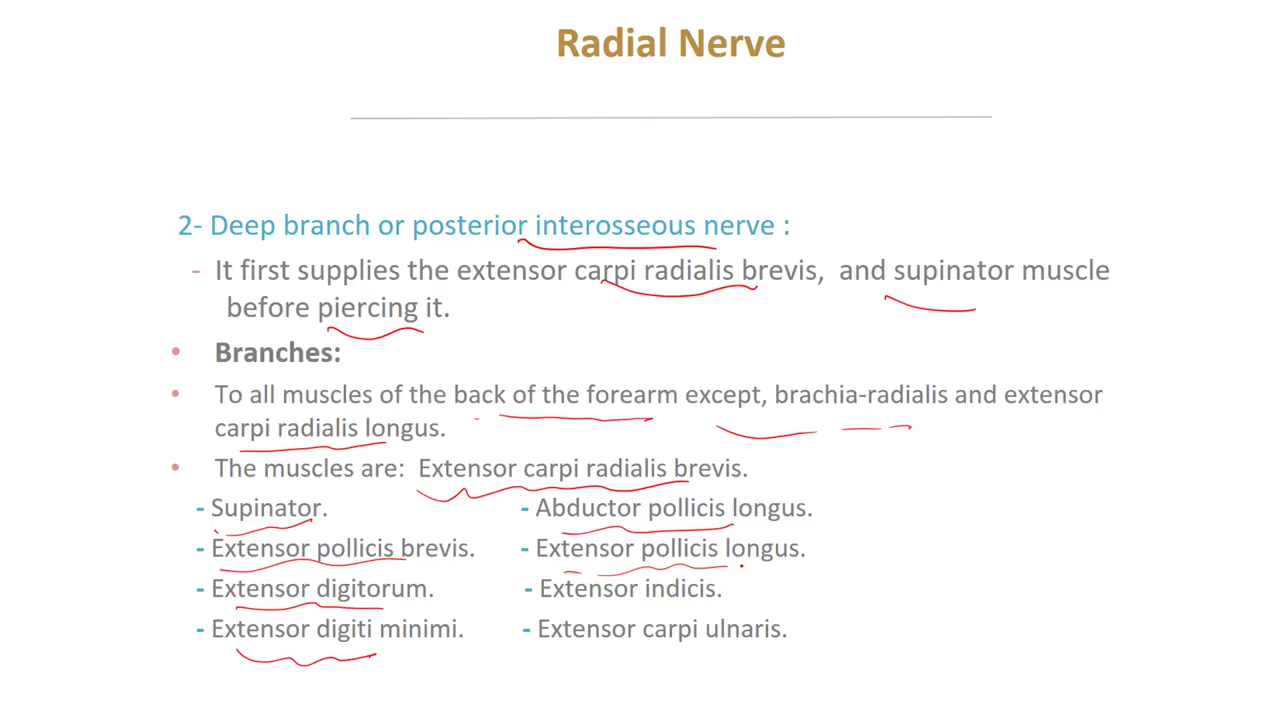 Radial Nerve
2- Deep branch or posterior interosseous nerve :
- It first supplies the extensor carpi radialis brevis, and supinator muscle
before piercing it.
• Branches:
• To all muscles of the back of the forearm except, brachia-radialis and extensor
carpi radialis longus.
• The muscles are: Extensor carpi radialis brevis.
- Supinator. - Abductor pollicis longus.
- Extensor pollicis brevis. - Extensor pollicis longus.
- Extensor digitorum. - Extensor indicis.
- Extensor digiti minimi. - Extensor carpi ulnaris.